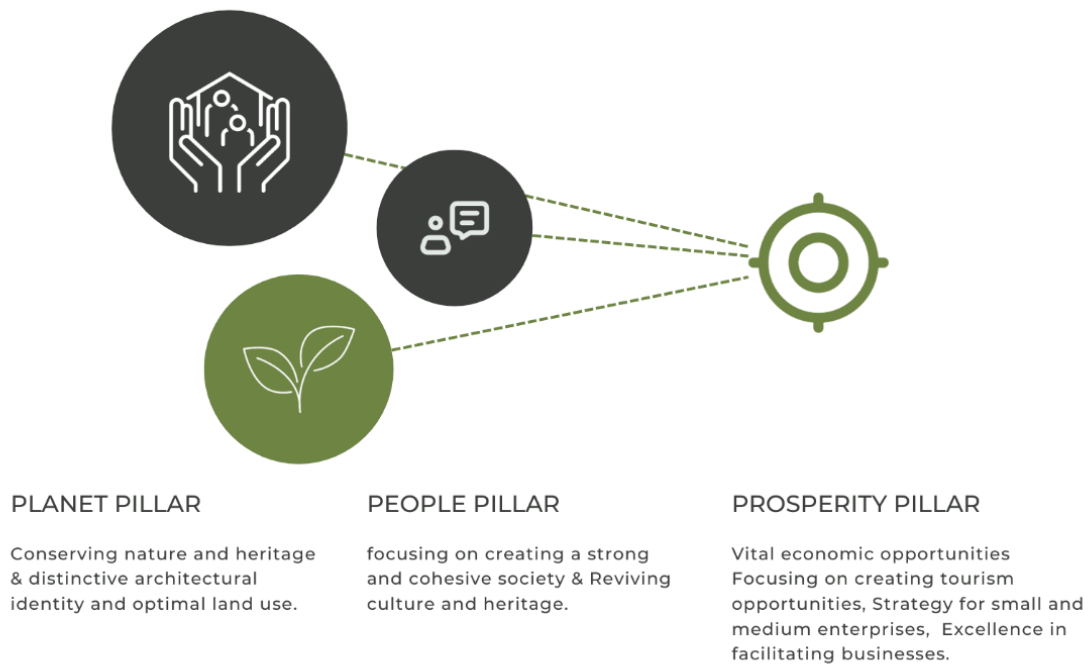 PLANET PILLAR
Conserving nature and heritage
& distinctive architectural
identity and optimal land use.
PEOPLE PILLAR
focusing on creating a strong
and cohesive society & Reviving
culture and heritage.
PROSPERITY PILLAR
Vital economic opportunities
Focusing on creating tourism
opportunities, Strategy for small and
medium enterprises,  Excellence in
facilitating businesses.